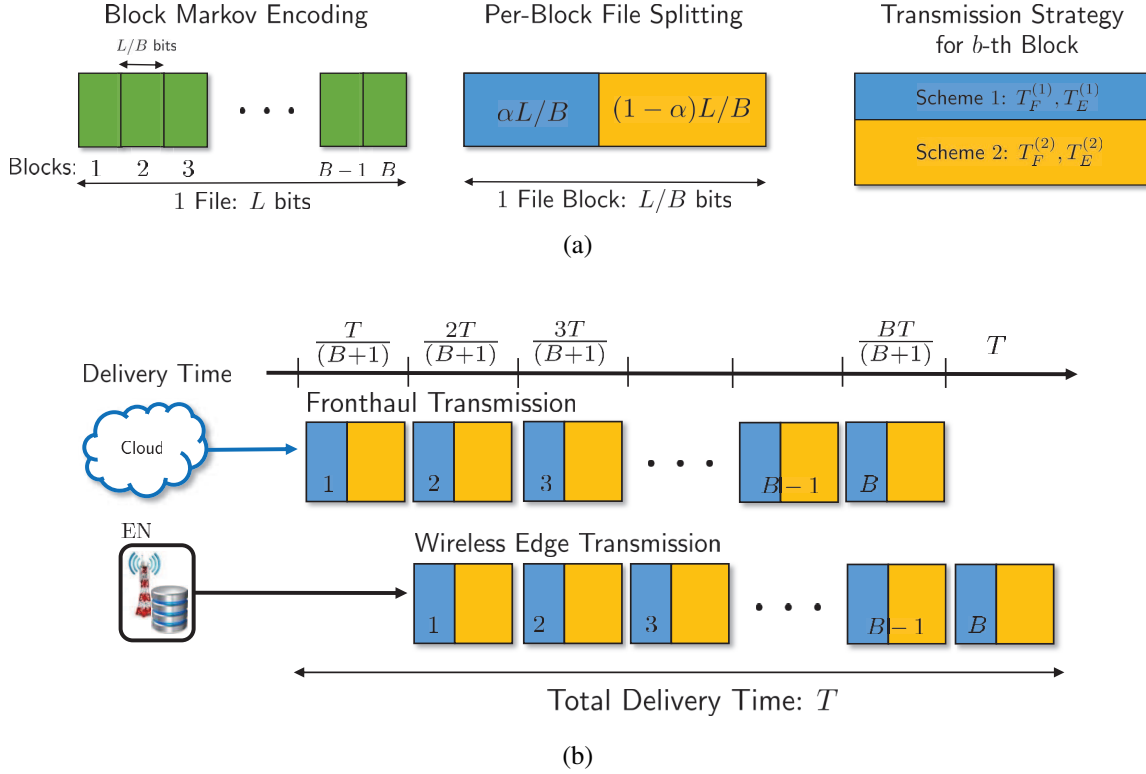 Block Markov Encoding
L/B bits
Blocks: 1 2 3 B − 1 B
1 File: L bits
Per-Block File Splitting
αL/B (1 − α)L/B
1 File Block: L/B bits
Transmission Strategy
for b-th Block
Scheme 1: T_F^{(1)}, T_E^{(1)}
Scheme 2: T_F^{(2)}, T_E^{(2)}
(a)
T/(B+1) 2T/(B+1) 3T/(B+1) BT/(B+1) T
Delivery Time
Fronthaul Transmission
Cloud
1 2 3 B − 1 B
EN
Wireless Edge Transmission
1 2 3 B − 1 B
Total Delivery Time: T
(b)